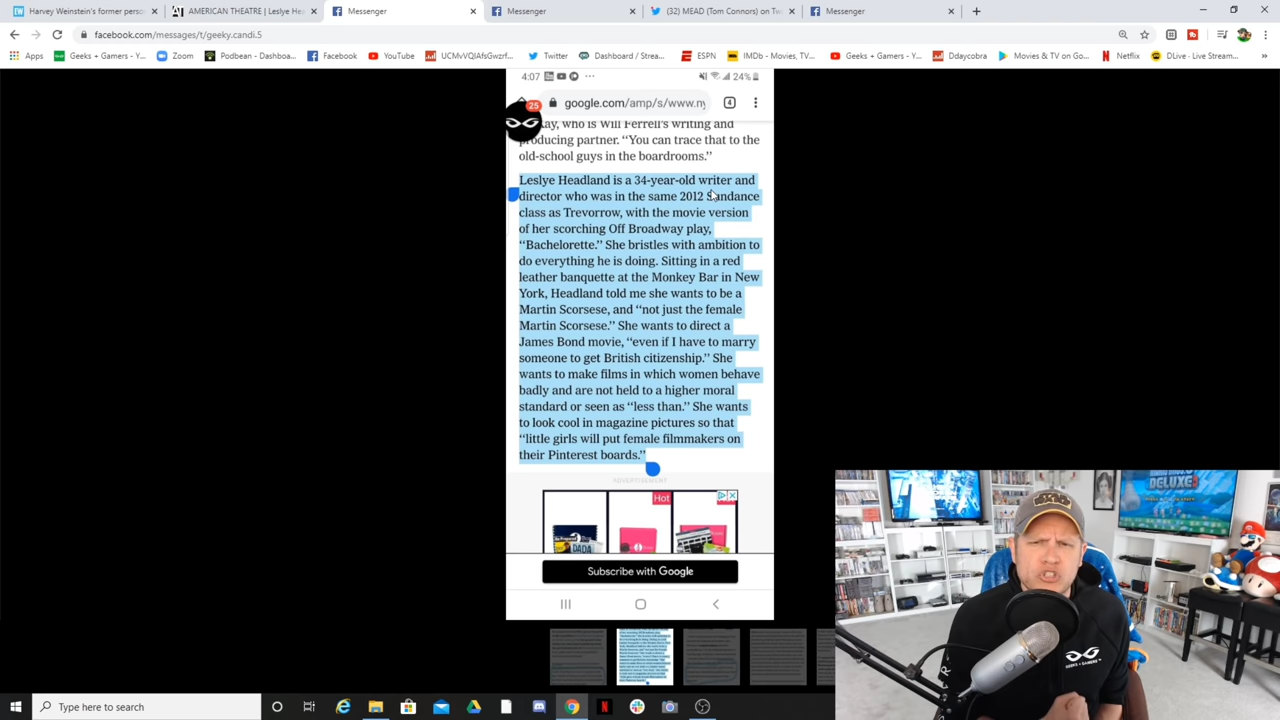 Harvey Weinstein's former perso
AMERICAN THEATRE | Leslye Hea
Messenger
Messenger
(32) MEAD (Tom Connors) on Tw
Messenger
facebook.com/messages/t/geeky.candi.5
Apps
Geeks + Gamers - Y...
Zoom
Podbean - Dashboa...
Facebook
YouTube
UCMvVQIAfsGwzrf...
Twitter
Dashboard / Strea...
ESPN
IMDb - Movies, TV...
Geeks + Gamers - Y...
Ddaycobra
Movies & TV on Go...
Netflix
DLive · Live Stream...
4:07
24%
25
google.com/amp/s/www.ny
4
Kay, who is Will Ferrell's writing and
producing partner. “You can trace that to the
old-school guys in the boardrooms.”
Leslye Headland is a 34-year-old writer and
director who was in the same 2012 Sundance
class as Trevorrow, with the movie version
of her scorching Off Broadway play,
“Bachelorette.” She bristles with ambition to
do everything he is doing. Sitting in a red
leather banquette at the Monkey Bar in New
York, Headland told me she wants to be a
Martin Scorsese, and “not just the female
Martin Scorsese.” She wants to direct a
James Bond movie, “even if I have to marry
someone to get British citizenship.” She
wants to make films in which women behave
badly and are not held to a higher moral
standard or seen as “less than.” She wants
to look cool in magazine pictures so that
“little girls will put female filmmakers on
their Pinterest boards.”
ADVERTISEMENT
Hot
DADA
Subscribe with Google
DELUXE
GEEKS + GAMERS
Type here to search